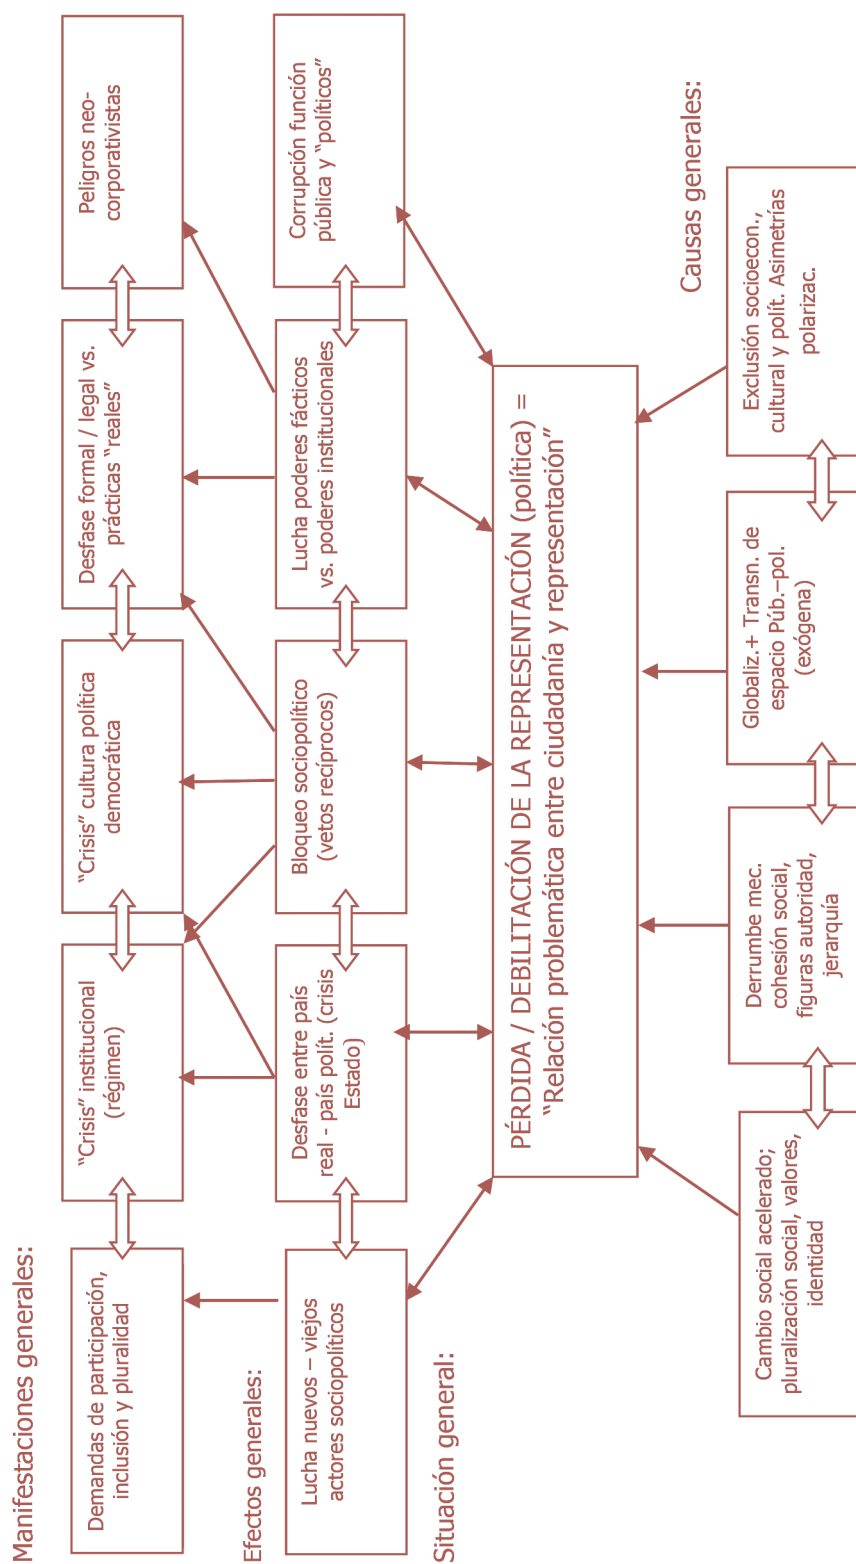 Manifestaciones generales:
Demandas de participación,
inclusión y pluralidad
“Crisis” institucional
(régimen)
“Crisis” cultura política
democrática
Desfase formal / legal vs.
prácticas “reales”
Peligros neo-
corporativistas
Efectos generales:
Lucha nuevos – viejos
actores sociopolíticos
Desfase entre país
real - país polít. (crisis
Estado)
Bloqueo sociopolítico
(vetos recíprocos)
Lucha poderes fácticos
vs. poderes institucionales
Corrupción función
pública y “políticos”
Situación general:
PÉRDIDA / DEBILITACIÓN DE LA REPRESENTACIÓN (política) =
“Relación problemática entre ciudadanía y representación”
Causas generales:
Cambio social acelerado;
pluralización social, valores,
identidad
Derrumbe mec.
cohesión social,
figuras autoridad,
jerarquía
Globaliz.+ Transn. de
espacio Púb.–pol.
(exógena)
Exclusión socioecon.,
cultural y polít. Asimetrías
polarizac.